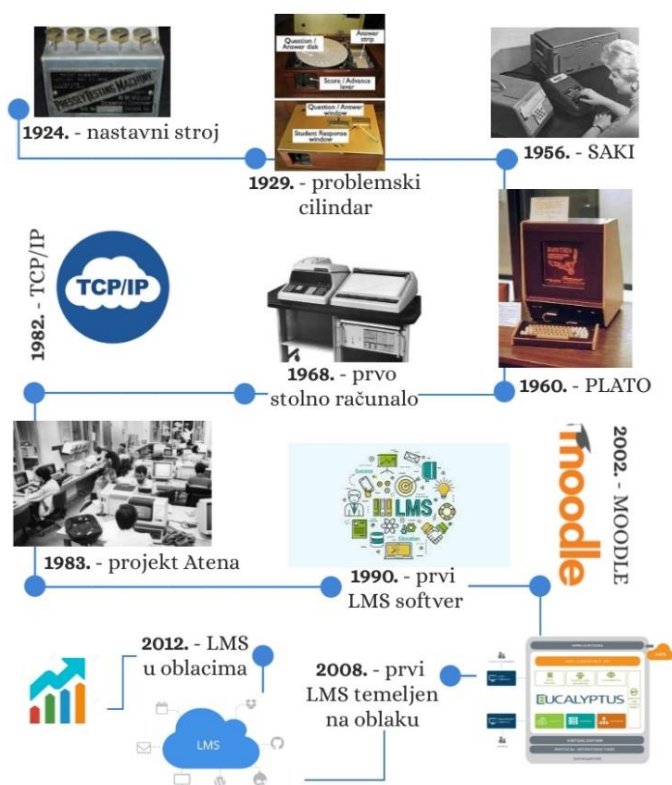 PRESSEY TESTING MACHINE
1924. - nastavni stroj
Question /
Answer disk
Answer
strip
Score / Advance
lever
Question / Answer
window
Student Response
window
1929. - problemski
cilindar
1956. - SAKI
1982. - TCP/IP
TCP/IP
1968. - prvo
stolno računalo
1960. - PLATO
1983. - projekt Atena
Success
LMS
Education
1990. - prvi
LMS softver
moodle
2002. - MOODLE
2012. - LMS
u oblacima
LMS
2008. - prvi
LMS temeljen
na oblaku
EUCALYPTUS